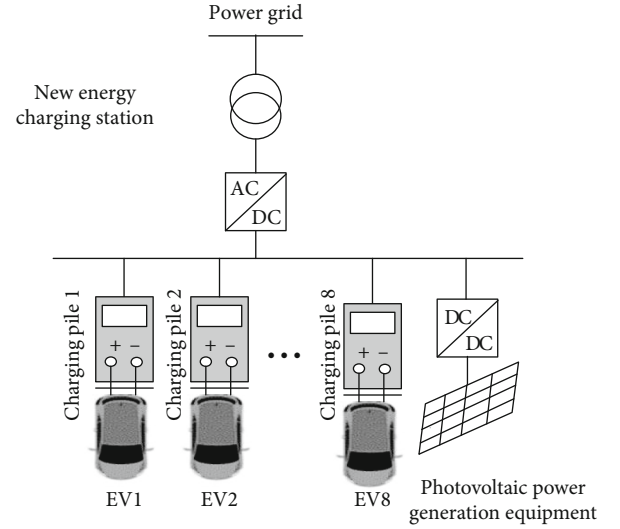 Power grid
New energy
charging station
AC
DC
Charging pile 1
+ −
Charging pile 2
+ −
...
Charging pile 8
+ −
DC
DC
EV1
EV2
EV8
Photovoltaic power
generation equipment